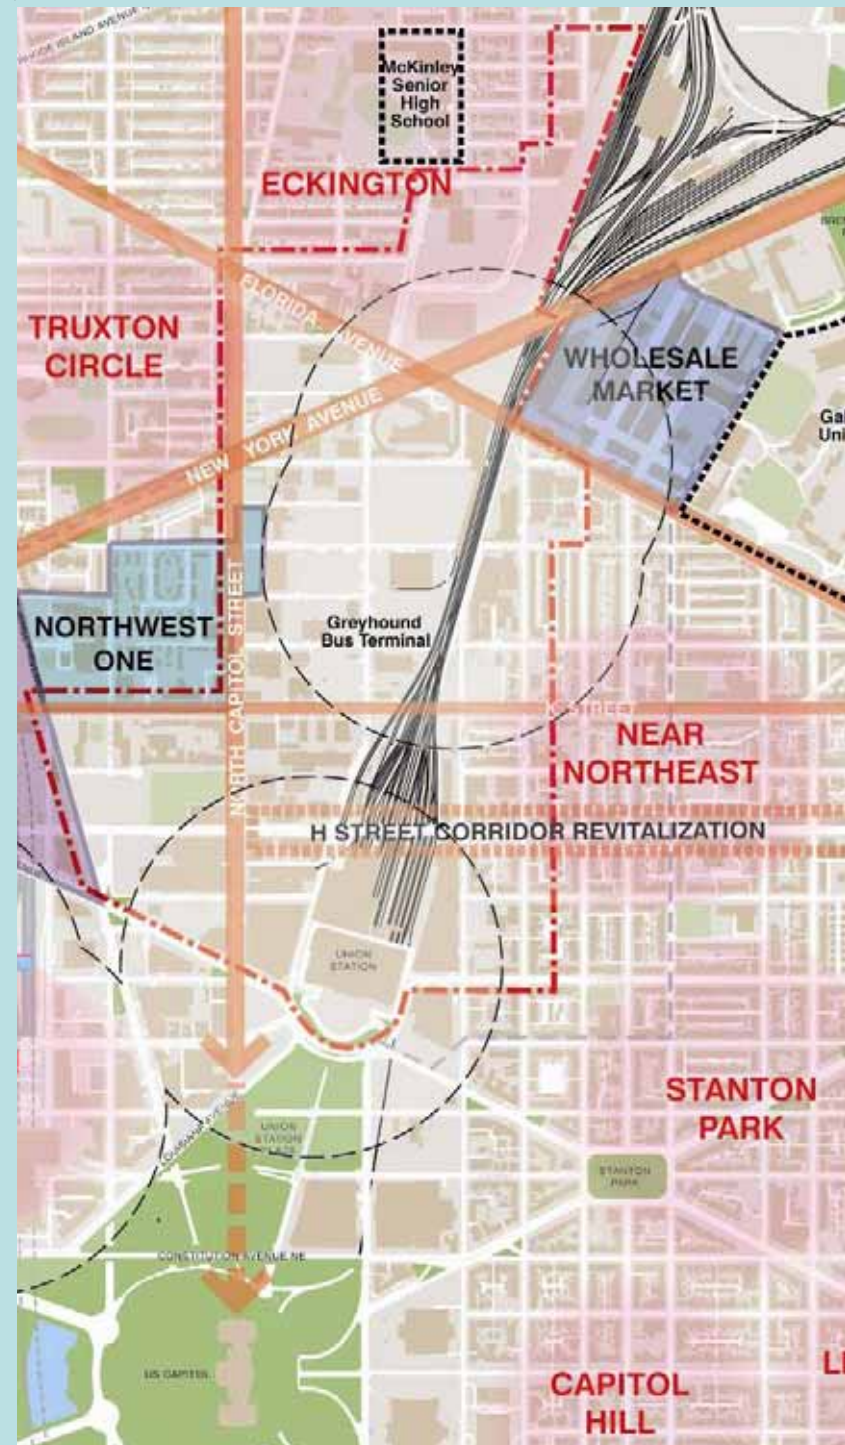 RHODE ISLAND AVENUE
McKinley
Senior
High
School
ECKINGTON
FLORIDA AVENUE
TRUXTON
CIRCLE
WHOLESALE
MARKET
NEW YORK AVENUE
Gal
Uni
NORTHWEST
ONE
NORTH CAPITOL STREET
Greyhound
Bus Terminal
K STREET
NEAR
NORTHEAST
H STREET CORRIDOR REVITALIZATION
UNION
STATION
STANTON
PARK
LOUISIANA AVENUE
UNION
STATION
STANTON
PARK
CONSTITUTION AVENUE NE
US CAPITOL
CAPITOL
HILL